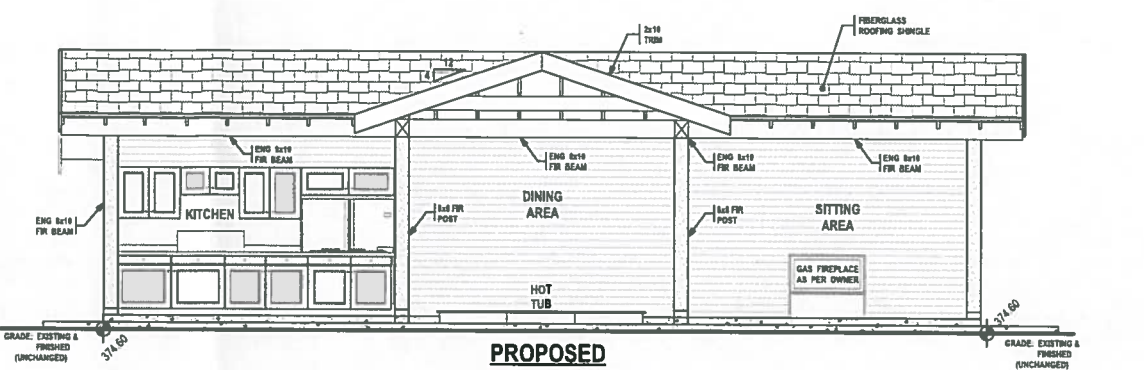 FIBERGLASS
ROOFING SHINGLE
2x10
TRIM
12
4
ENG 8x10
FIR BEAM
ENG 8x10
FIR BEAM
ENG 8x10
FIR BEAM
ENG 8x10
FIR BEAM
ENG 8x10
FIR BEAM
KITCHEN
8x8 FIR
POST
DINING
AREA
8x8 FIR
POST
SITTING
AREA
GAS FIREPLACE
AS PER OWNER
HOT
TUB
GRADE: EXISTING &
FINISHED
(UNCHANGED)
374.60
PROPOSED
374.60
GRADE: EXISTING &
FINISHED
(UNCHANGED)